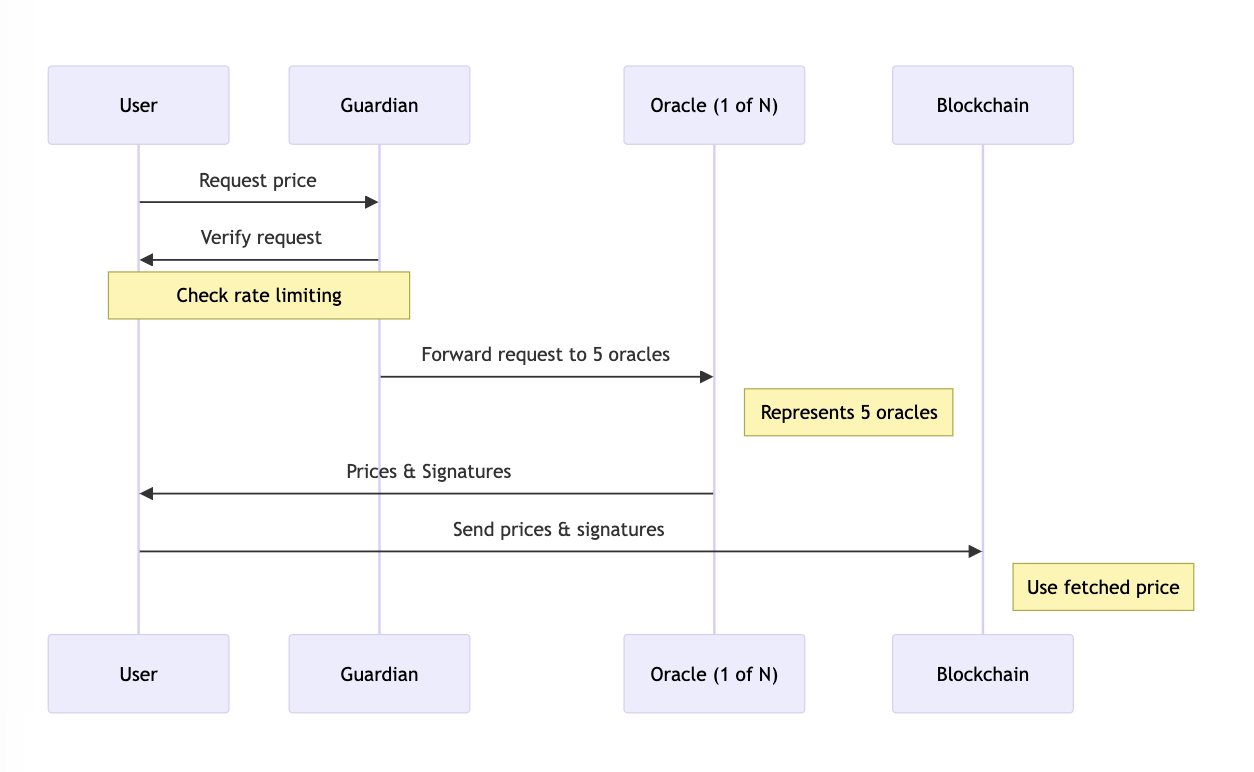 User
Guardian
Oracle (1 of N)
Blockchain
Request price
Verify request
Check rate limiting
Forward request to 5 oracles
Represents 5 oracles
Prices & Signatures
Send prices & signatures
Use fetched price
User
Guardian
Oracle (1 of N)
Blockchain